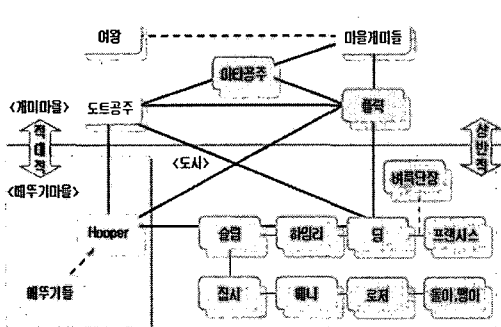 여왕 마을개미들
아타공주
<개미마을> 도트공주 플릭
적대적 상반적
<도시>
<메뚜기마을> 벼룩단장
Hooper 슬림 하임리 딤 프랜시스
메뚜기들 집시 매니 로지 돌이,맹이